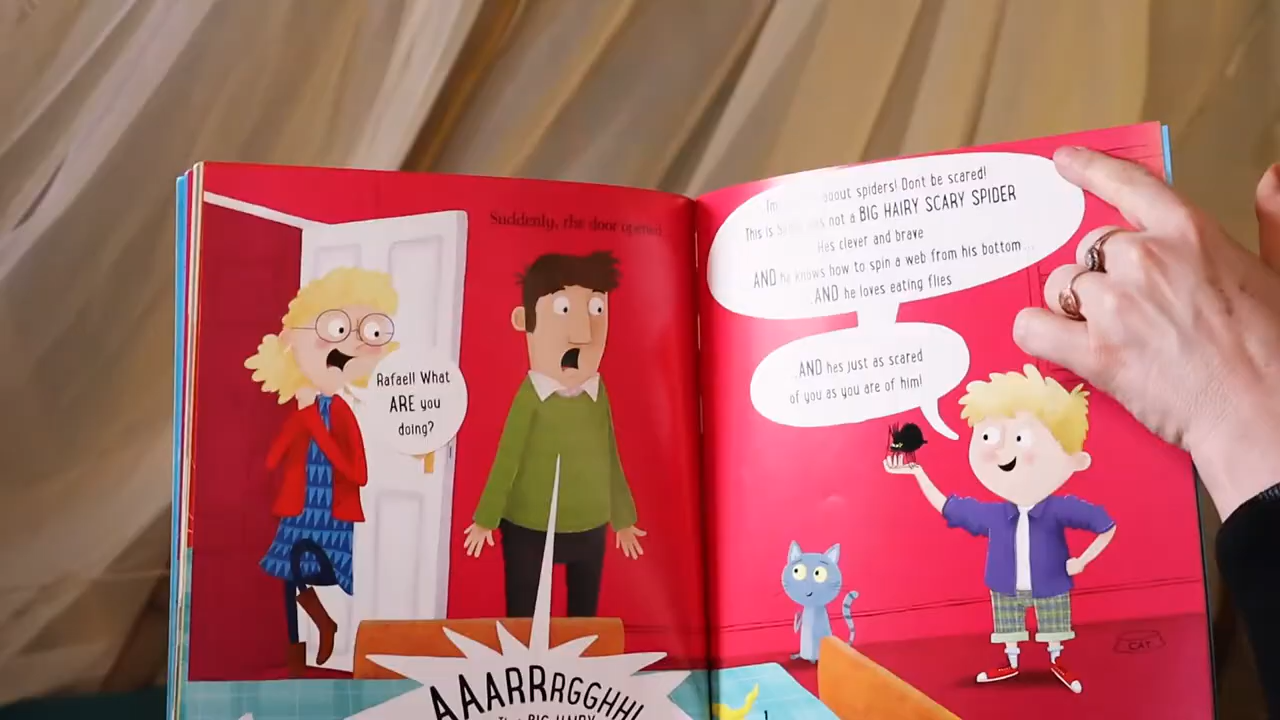 Suddenly, the door opened
Rafael! What
ARE you
doing?
AAARRRGGHH!
BIG HAIRY
about spiders! Dont be scared!
This is not a BIG HAIRY SCARY SPIDER
Hes clever and brave
AND he knows how to spin a web from his bottom...
..AND he loves eating flies
..AND hes just as scared
of you as you are of him!
CAT